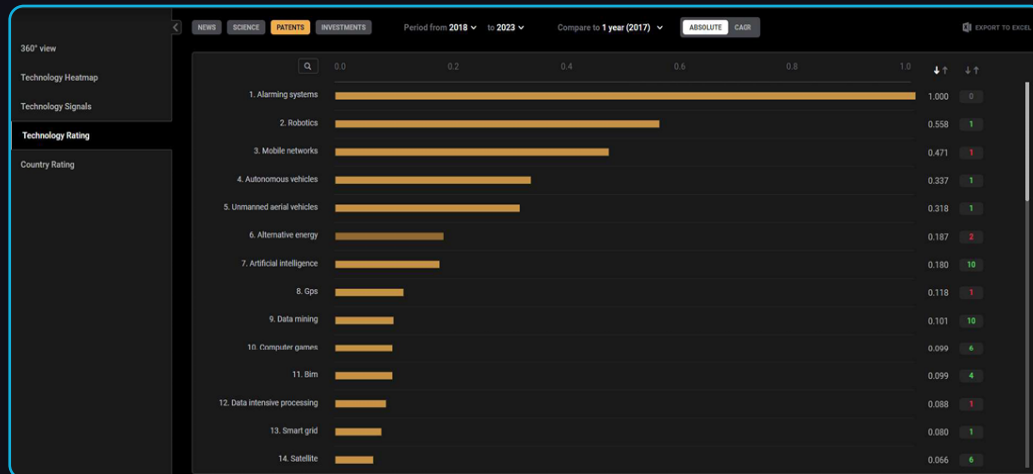 NEWS SCIENCE PATENTS INVESTMENTS Period from 2018 to 2023 Compare to 1 year (2017) ABSOLUTE CAGR EXPORT TO EXCEL
360° view
Technology Heatmap
Technology Signals
Technology Rating
Country Rating
0.0 0.2 0.4 0.6 0.8 1.0
1. Alarming systems 1.000 0
2. Robotics 0.558 1
3. Mobile networks 0.471 1
4. Autonomous vehicles 0.337 1
5. Unmanned aerial vehicles 0.318 1
6. Alternative energy 0.187 2
7. Artificial intelligence 0.180 10
8. Gps 0.118 1
9. Data mining 0.101 10
10. Computer games 0.099 6
11. Bim 0.099 4
12. Data intensive processing 0.088 1
13. Smart grid 0.080 1
14. Satellite 0.066 6